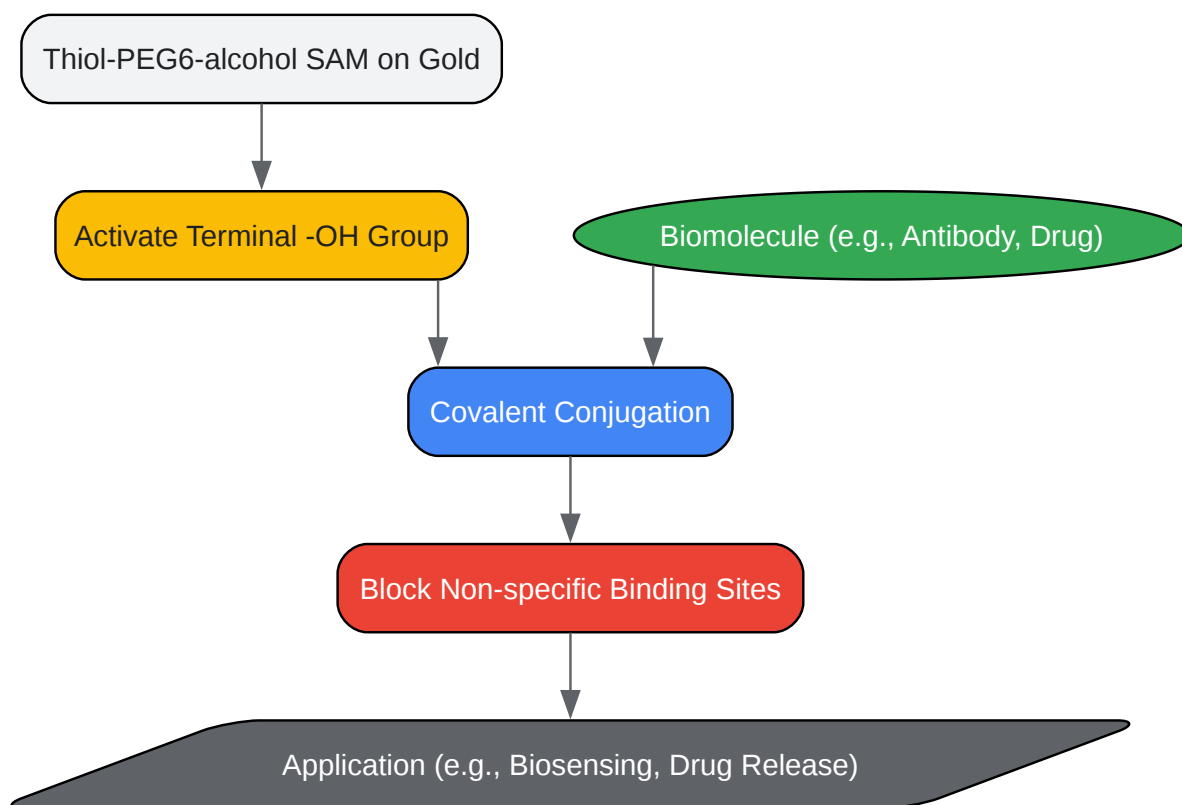 Thiol-PEG6-alcohol SAM on Gold
Activate Terminal -OH Group
Biomolecule (e.g., Antibody, Drug)
Covalent Conjugation
Block Non-specific Binding Sites
Application (e.g., Biosensing, Drug Release)